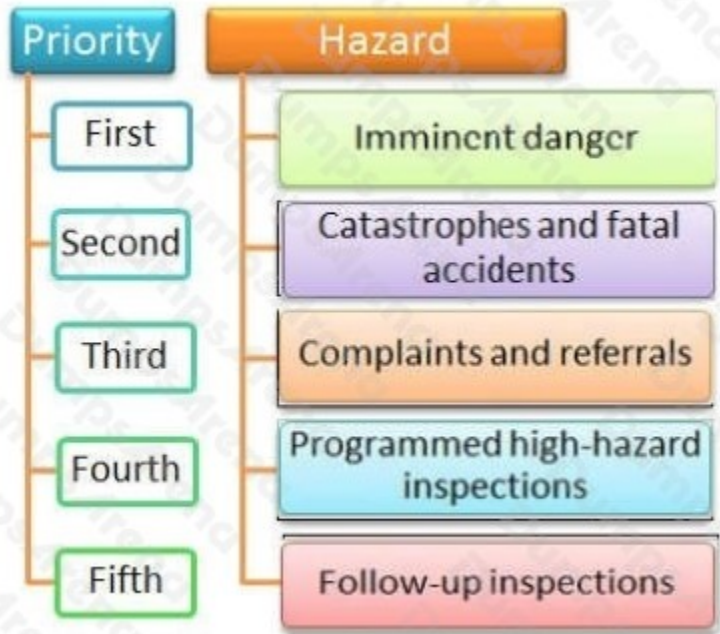 Priority
Hazard
First
Imminent danger
Second
Catastrophes and fatal
accidents
Third
Complaints and referrals
Fourth
Programmed high-hazard
inspections
Fifth
Follow-up inspections